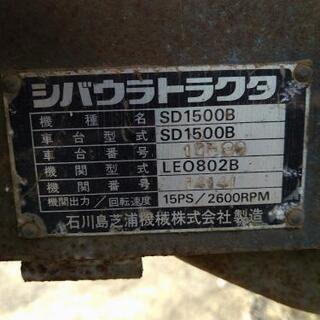 シバウラトラクタ
機種名 SD1500B
車台型式 SD1500B
車台番号
機関型式 LEO802B
機関番号
機関出力/回転速度 15PS/2600RPM
石川島芝浦機械株式会社製造